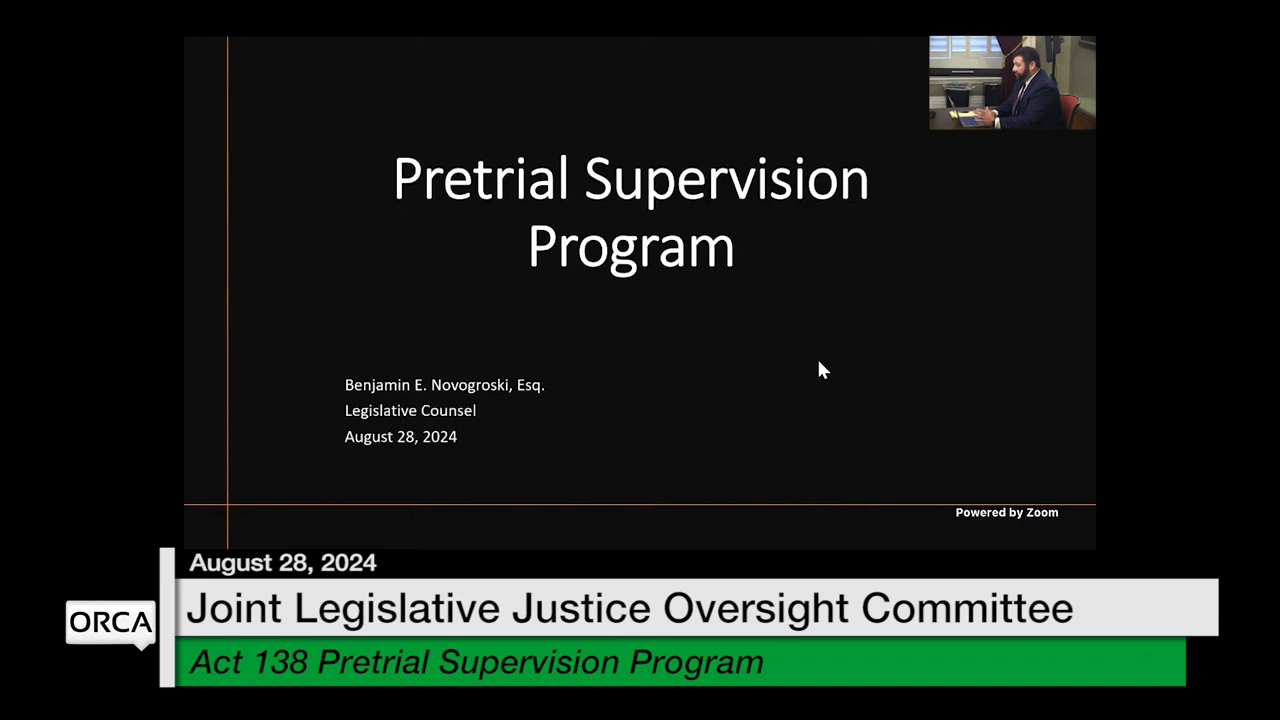 Pretrial Supervision
Program
Benjamin E. Novogroski, Esq.
Legislative Counsel
August 28, 2024
Powered by Zoom
August 28, 2024
Joint Legislative Justice Oversight Committee
ORCA
Act 138 Pretrial Supervision Program